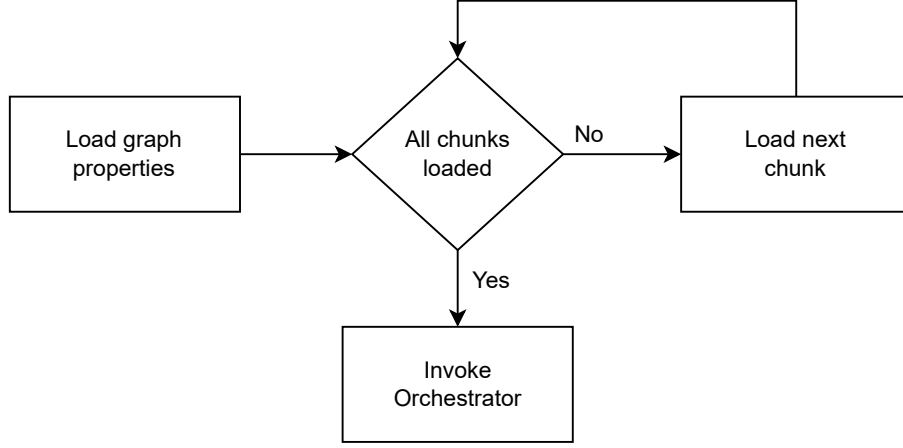 Load graph
properties
All chunks
loaded
No
Load next
chunk
Yes
Invoke
Orchestrator